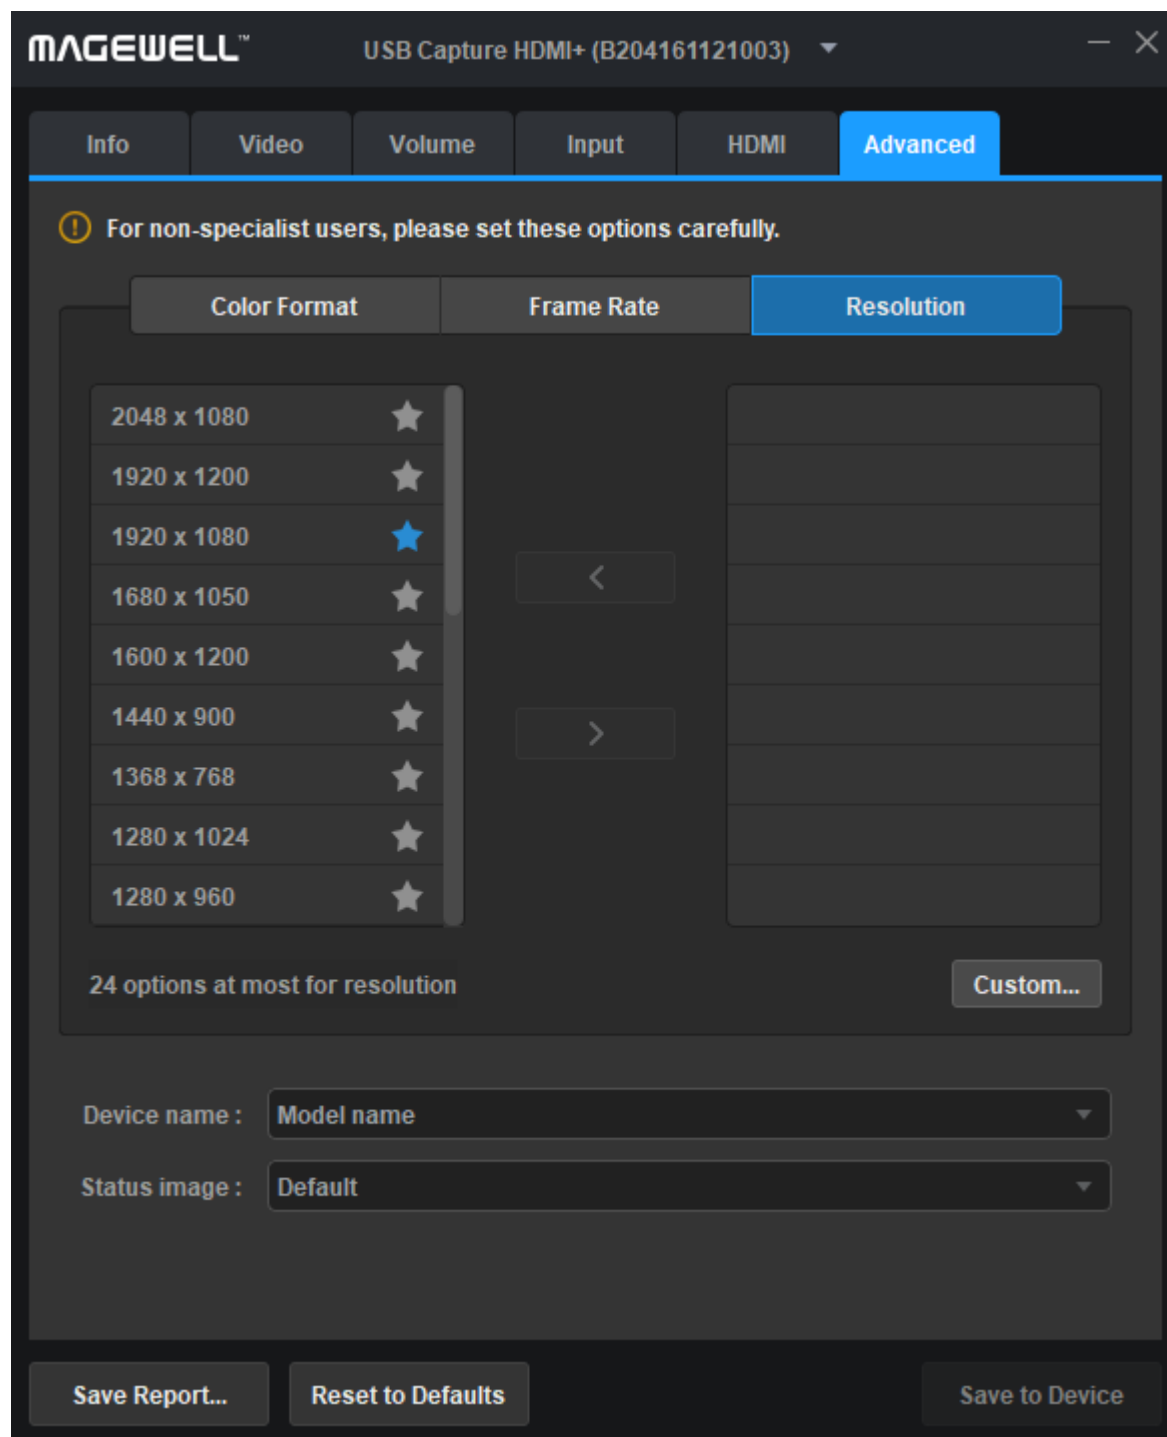 MAGEWELL™ USB Capture HDMI+ (B204161121003)
Info Video Volume Input HDMI Advanced
For non-specialist users, please set these options carefully.
Color Format Frame Rate Resolution
2048 x 1080
1920 x 1200
1920 x 1080
1680 x 1050
1600 x 1200
1440 x 900
1368 x 768
1280 x 1024
1280 x 960
24 options at most for resolution Custom...
Device name : Model name
Status image : Default
Save Report... Reset to Defaults Save to Device